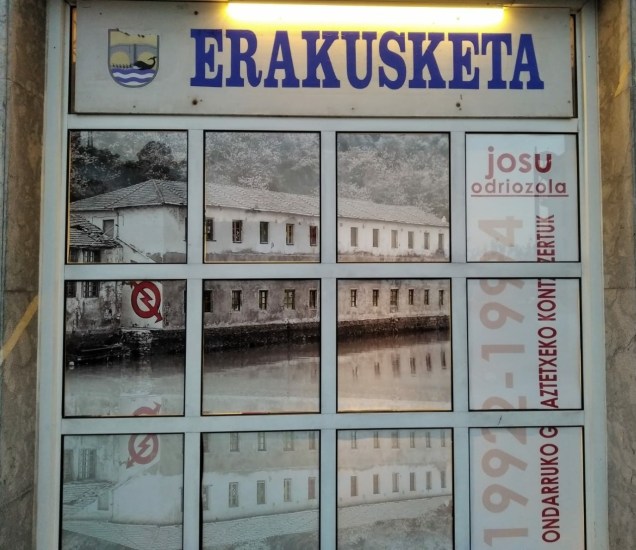 ERAKUSKETA
josu
odriozola
1992-1994
ONDARRUKO GAZTETXEKO KONTZERTUK